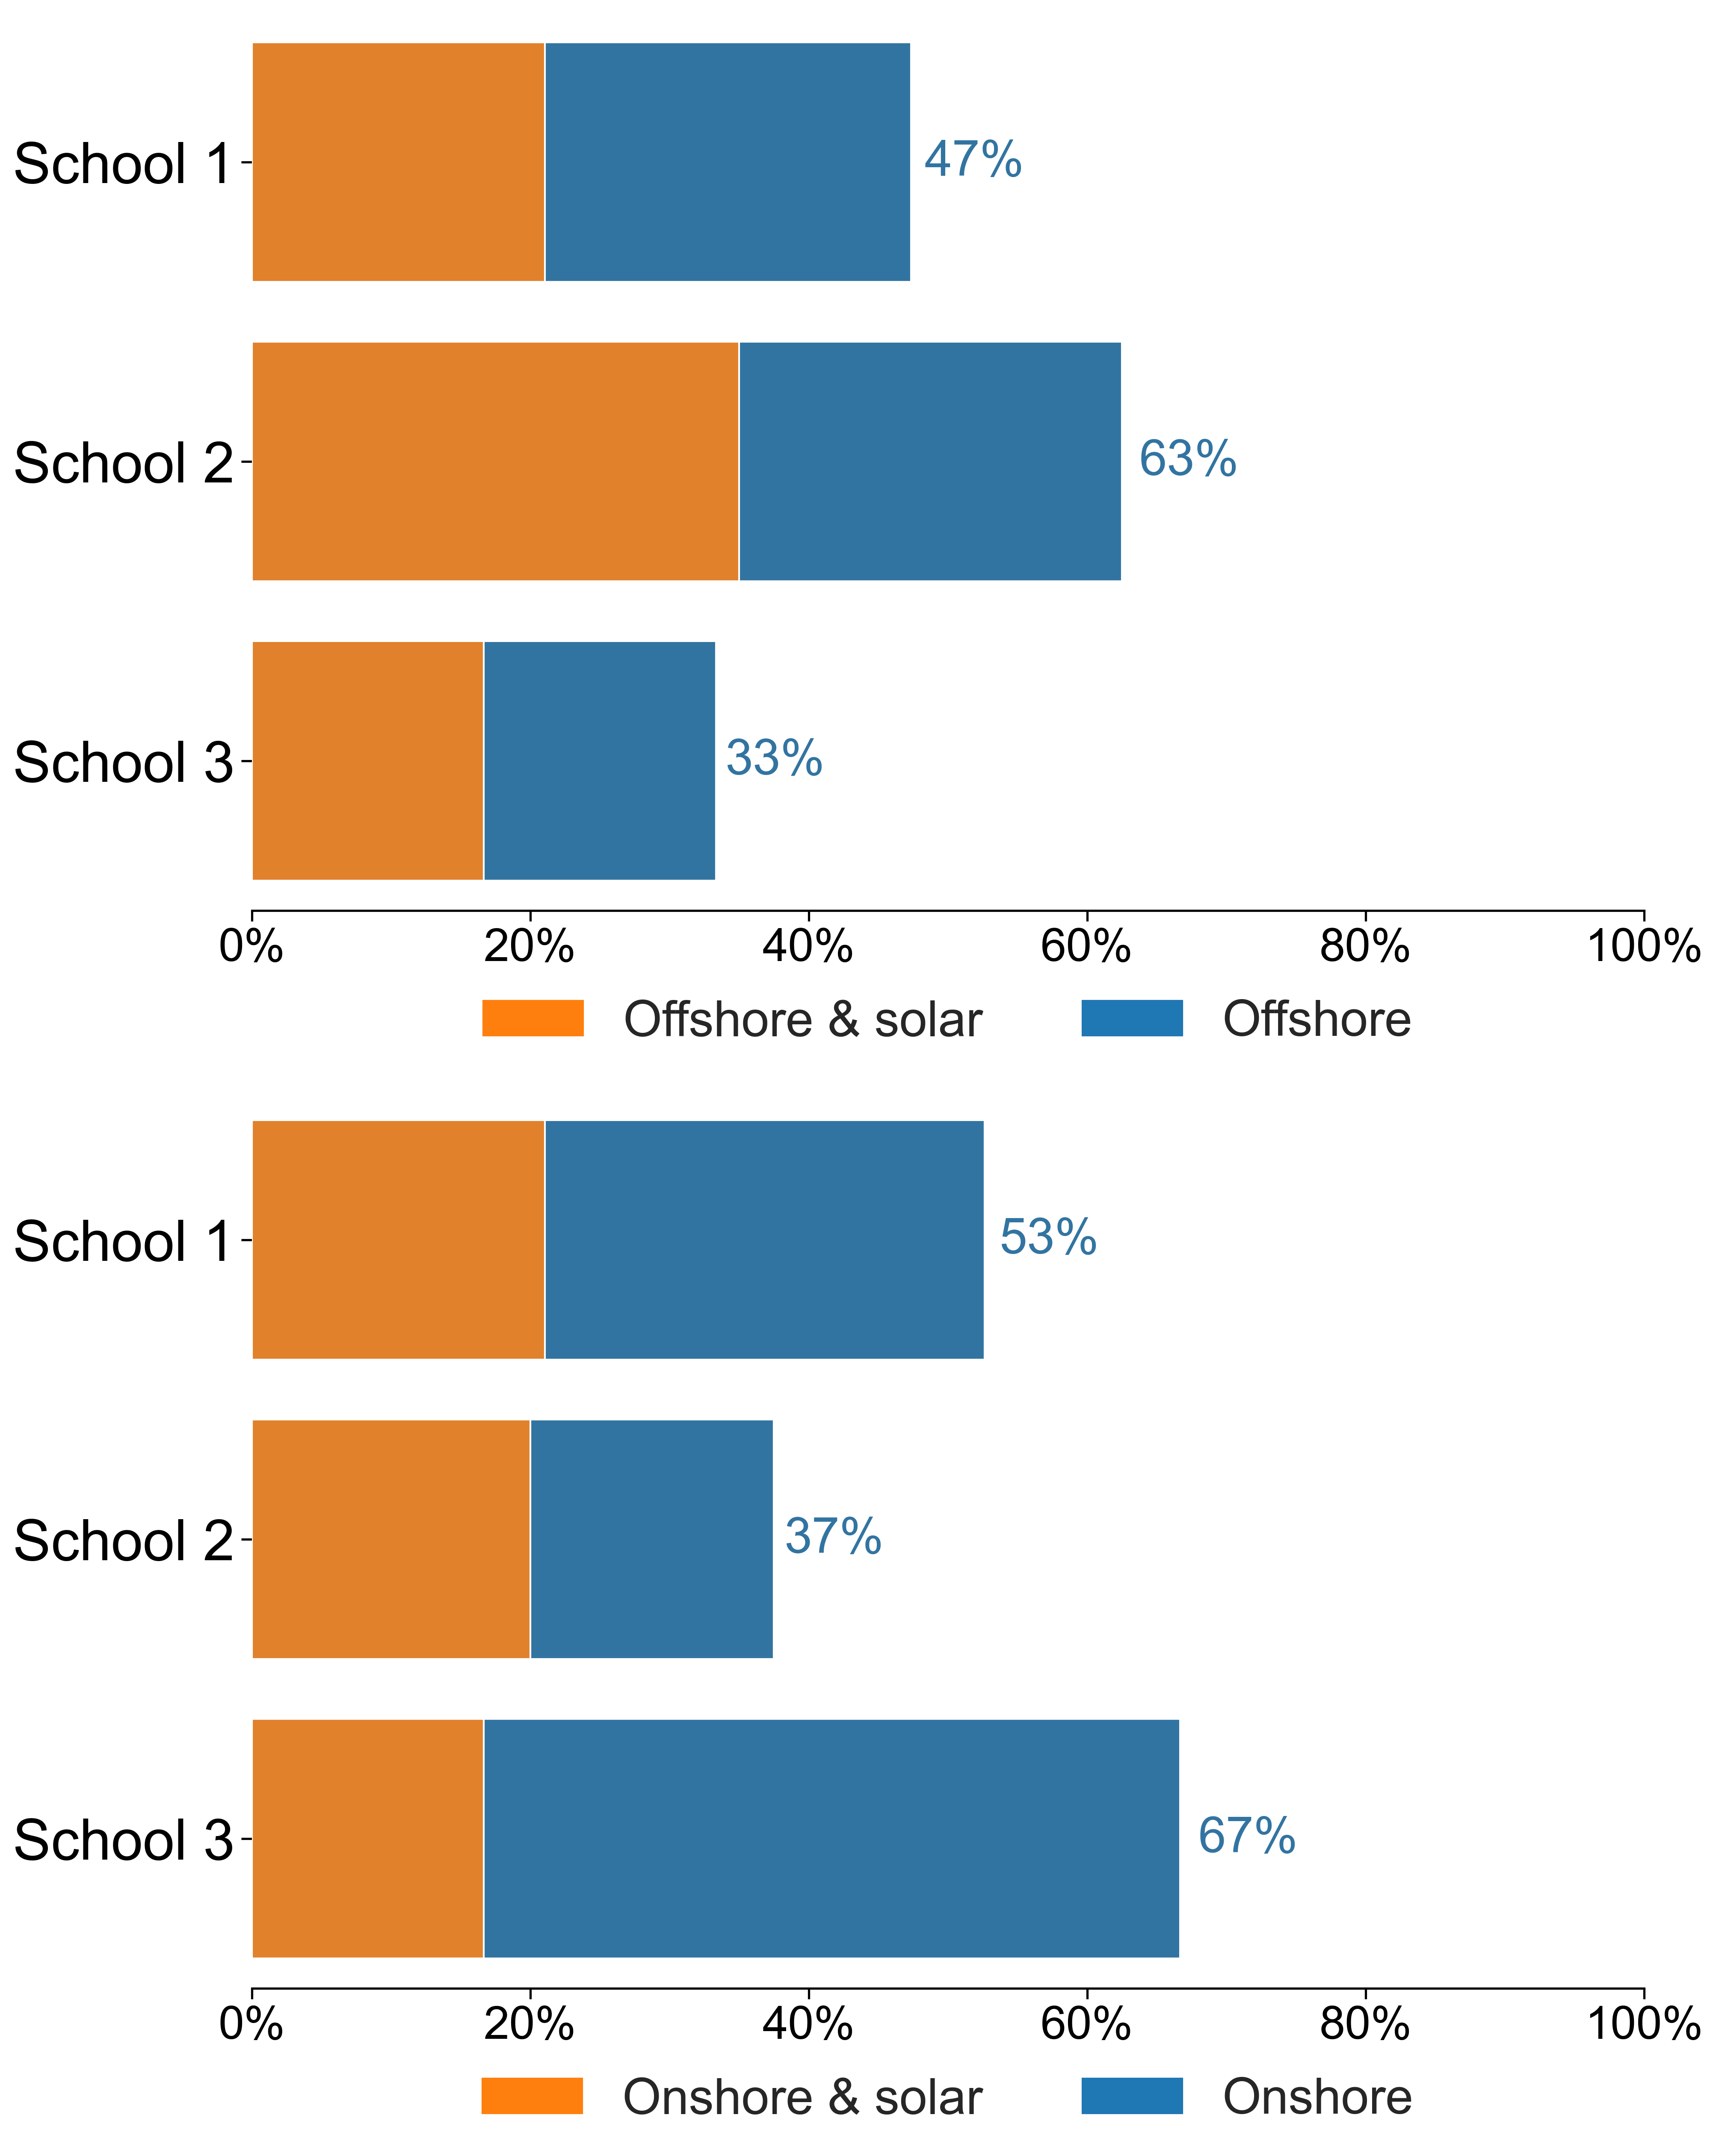 School 1
47%
School 2
63%
School 3
33%
0% 20% 40% 60% 80% 100%
Offshore & solar Offshore
School 1
53%
School 2
37%
School 3
67%
0% 20% 40% 60% 80% 100%
Onshore & solar Onshore